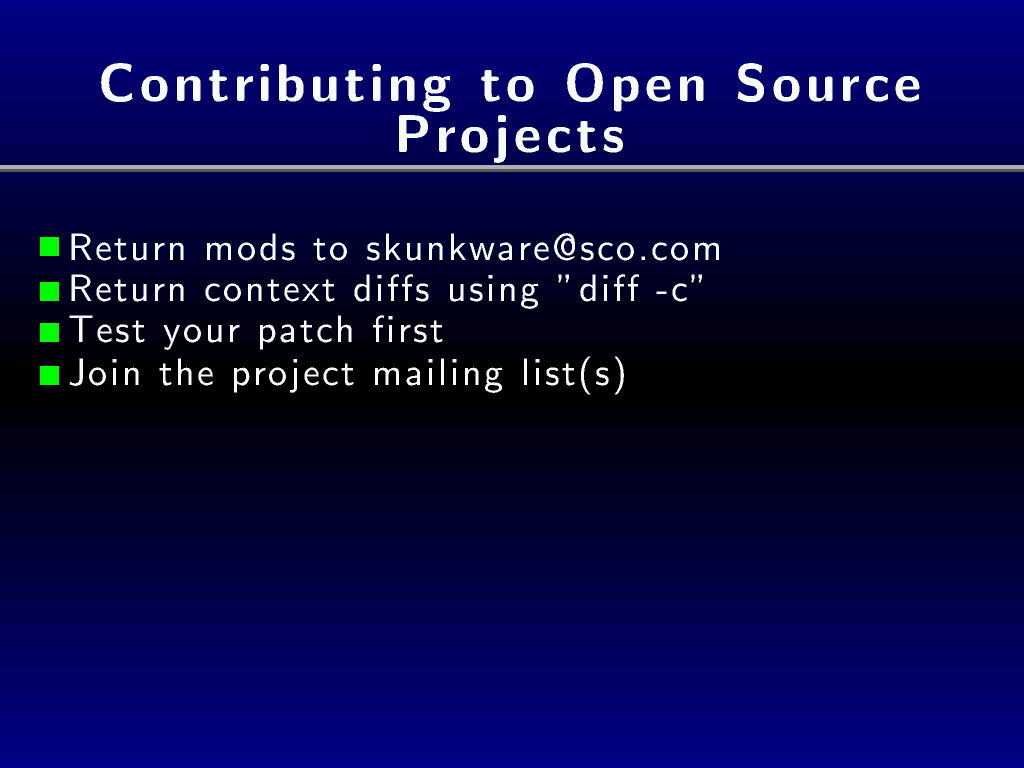 Contributing to Open Source
Projects
Return mods to skunkware@sco.com
Return context diffs using "diff -c"
Test your patch first
Join the project mailing list(s)